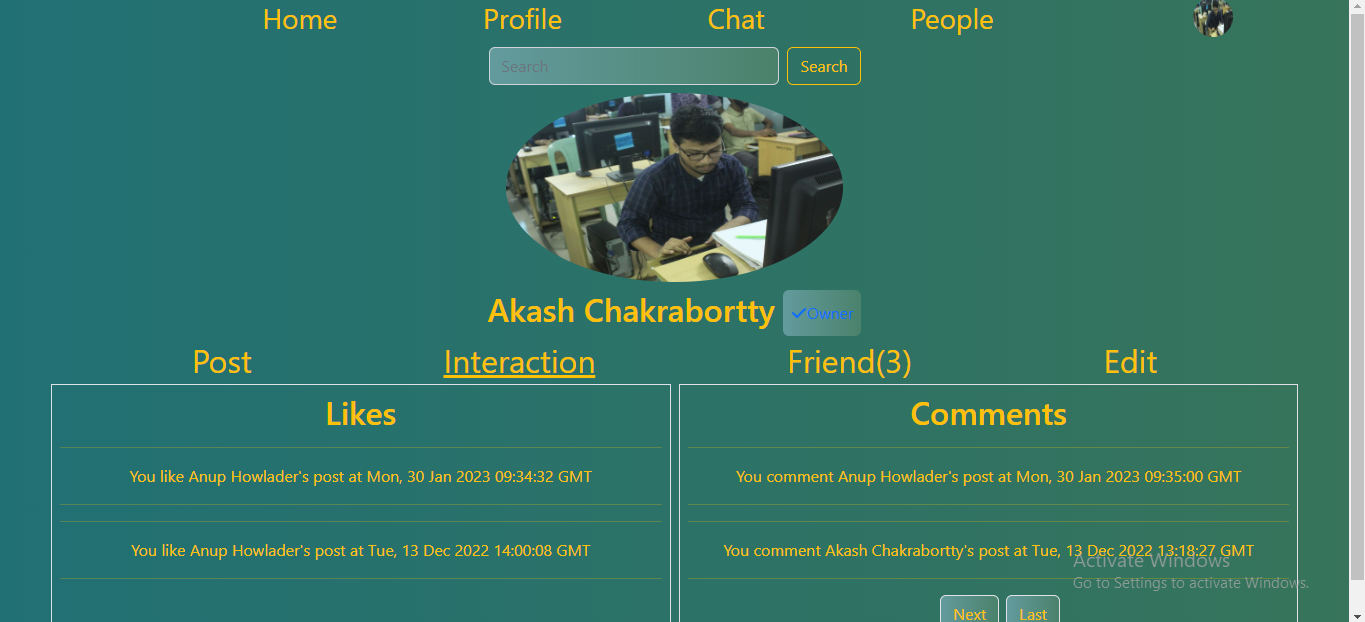 Home Profile Chat People
Search Search
Akash Chakrabortty Owner
Post Interaction Friend(3) Edit
Likes
You like Anup Howlader's post at Mon, 30 Jan 2023 09:34:32 GMT
You like Anup Howlader's post at Tue, 13 Dec 2022 14:00:08 GMT
Comments
You comment Anup Howlader's post at Mon, 30 Jan 2023 09:35:00 GMT
You comment Akash Chakrabortty's post at Tue, 13 Dec 2022 13:18:27 GMT
Next Last
Activate Windows
Go to Settings to activate Windows.